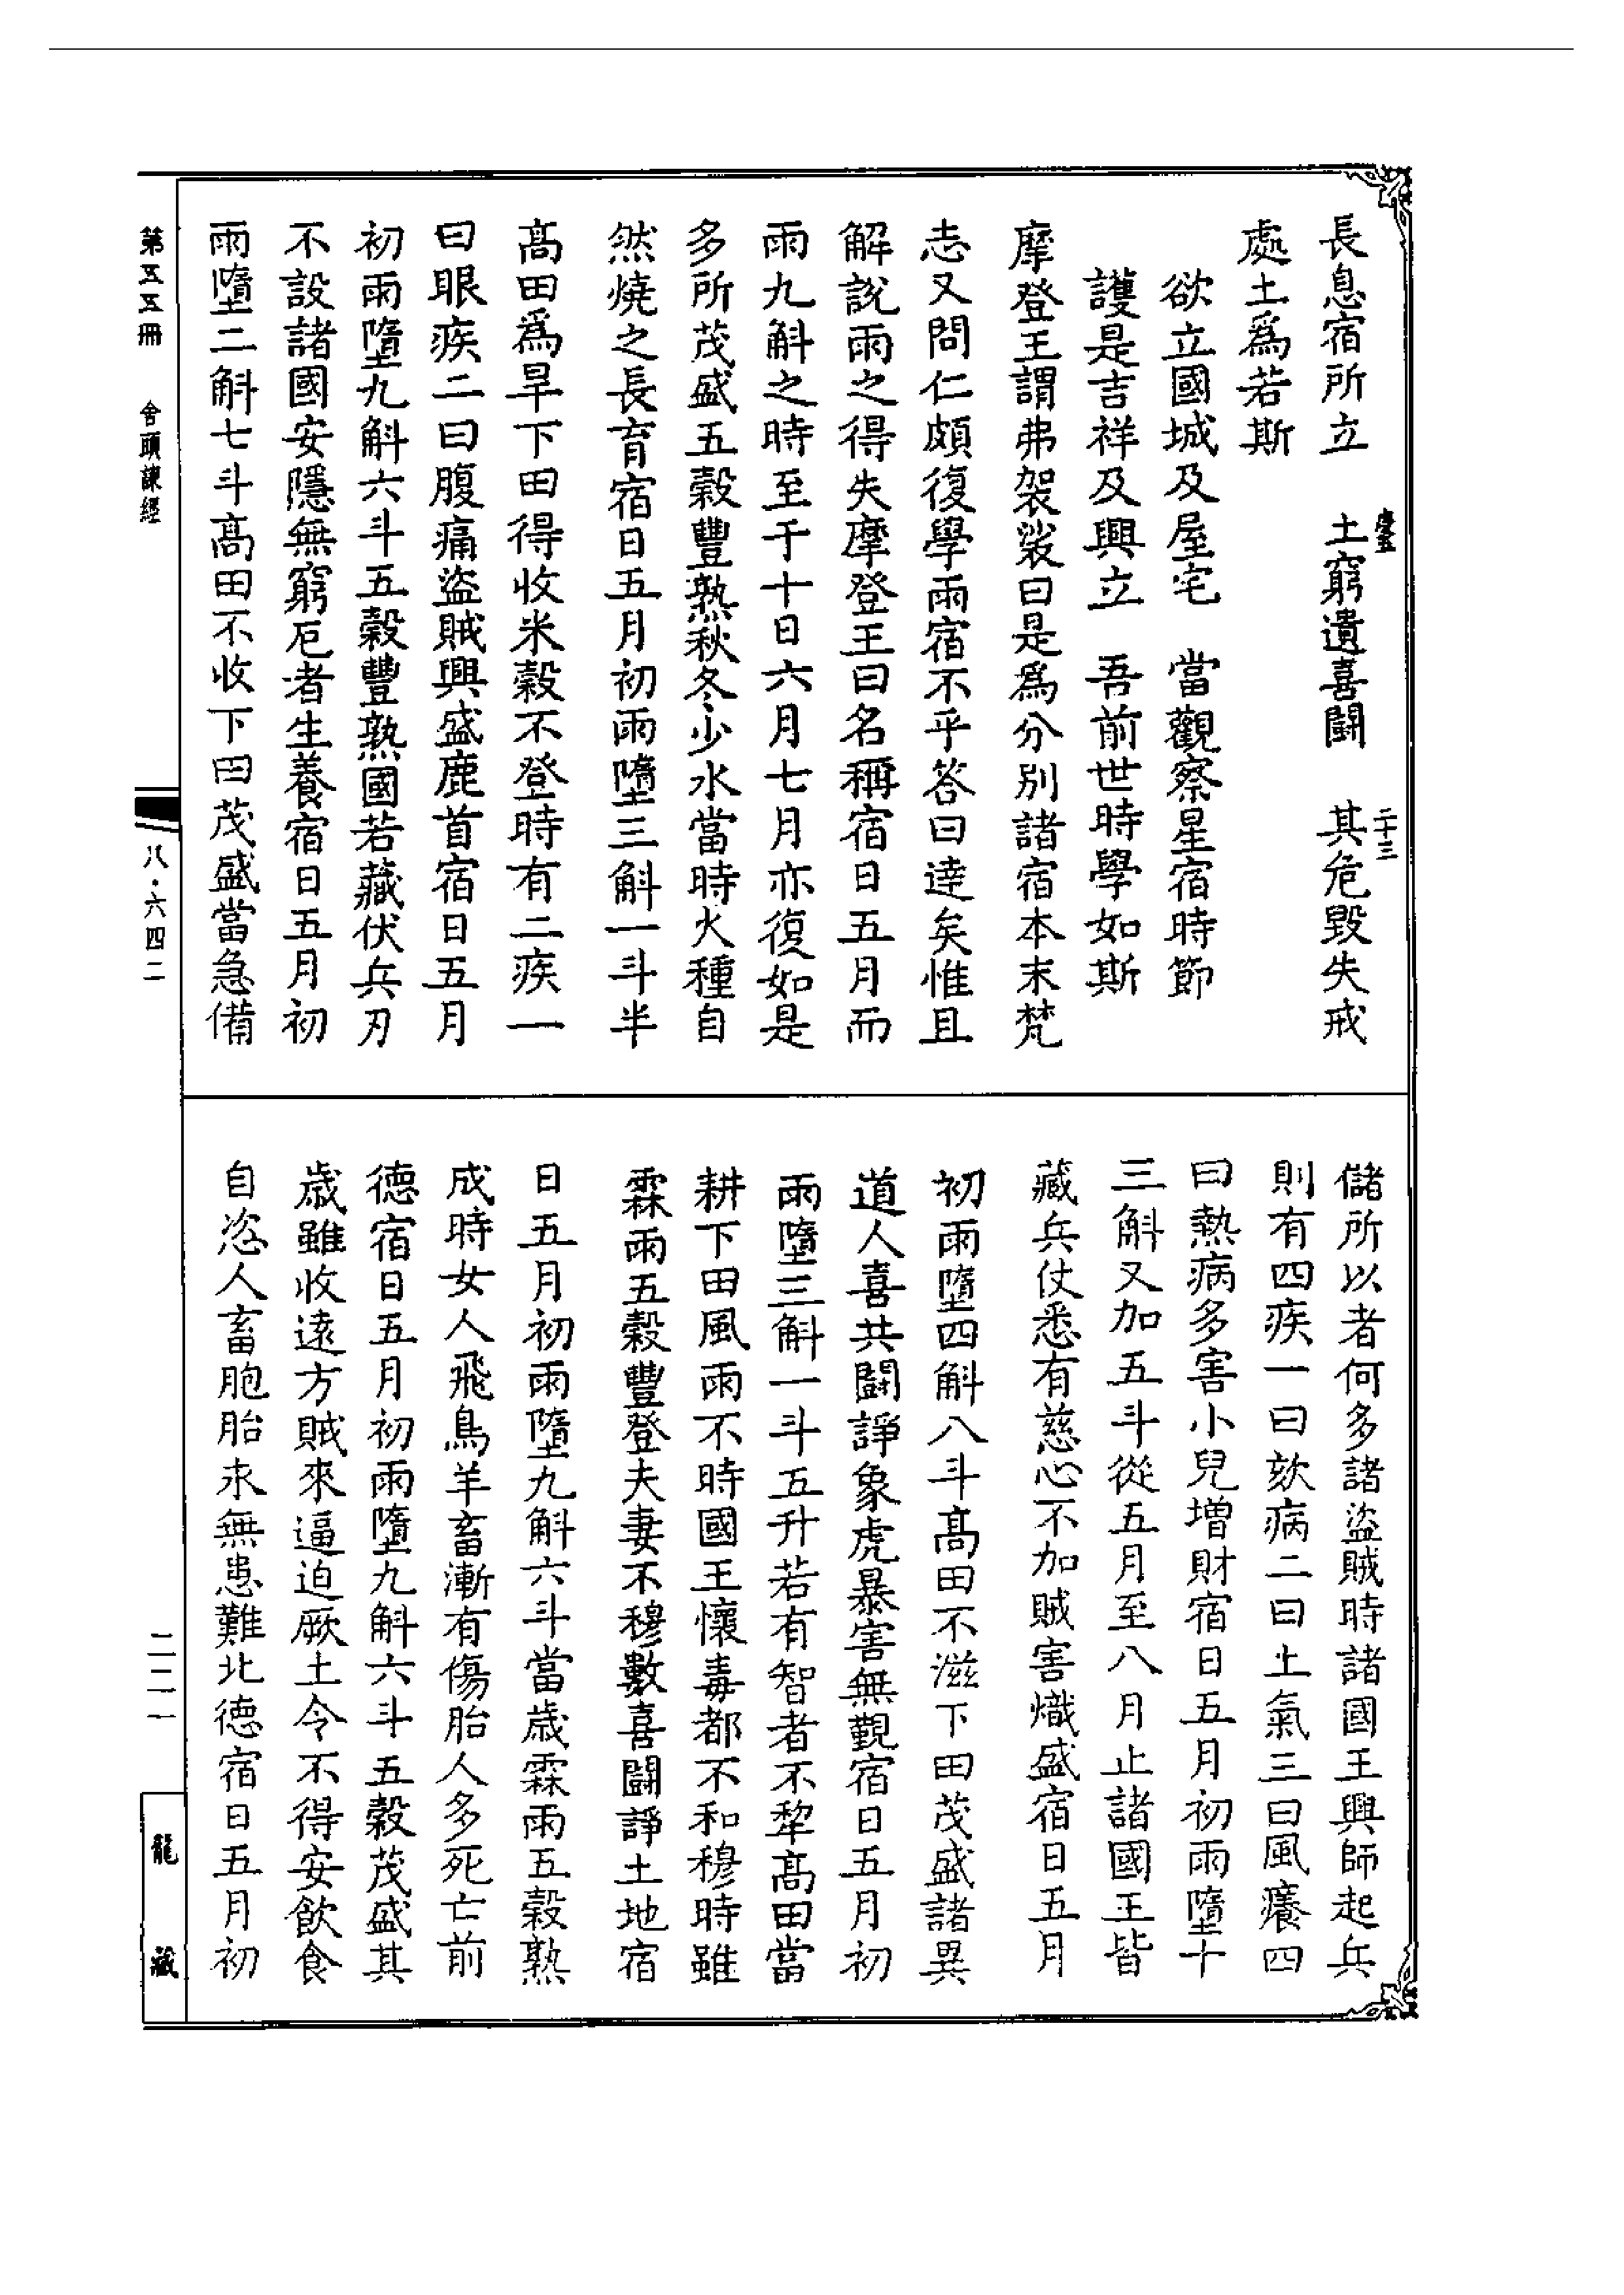 長息宿所立　土窮遺喜鬪　其危毀失戒
二十三
處土爲若斯
欲立國城及屋宅　當觀察星宿時節
護是吉祥及興立　吾前世時學如斯
摩登王謂弗袈裟曰是爲分別諸宿本末梵
志又問仁頗復學雨宿不乎答曰達矣惟且
解說雨之得失摩登王曰名稱宿日五月而
雨九斛之時至于十日六月七月亦復如是
多所茂盛五穀豐熟秋冬少水當時火種自
然燒之長育宿日五月初雨墮三斛一斗半
高田爲旱下田得收米穀不登時有二疾一
曰眼疾二曰腹痛盜賊興盛鹿首宿日五月
初雨墮九斛六斗五穀豐熟國若藏伏兵刃
不設諸國安隱無窮厄者生養宿日五月初
雨墮二斛七斗高田不收下田茂盛當急備
儲所以者何多諸盜賊時諸國王興師起兵
則有四疾一曰欬病二曰上氣三曰風癢四
曰熱病多害小兒增財宿日五月初雨墮十
三斛又加五斗從五月至八月止諸國王皆
藏兵仗悉有慈心不加賊害熾盛宿日五月
初雨墮四斛八斗高田不滋下田茂盛諸異
道人喜共鬪諍象虎暴害無觀宿日五月初
雨墮三斛一斗五升若有智者不犂高田當
耕下田風雨不時國王懷毒都不和穆時雖
霖雨五穀豐登夫妻不穆數喜鬪諍土地宿
日五月初雨墮九斛六斗當歲霖雨五穀熟
成時女人飛鳥羊畜漸有傷胎人多死亡前
德宿日五月初雨墮九斛六斗五穀茂盛其
歲雖收遠方賊來逼迫厥土令不得安飲食
自恣人畜胞胎永無患難北德宿日五月初
第五五冊　舍頭諫經
八·六四二
二二一
龍藏